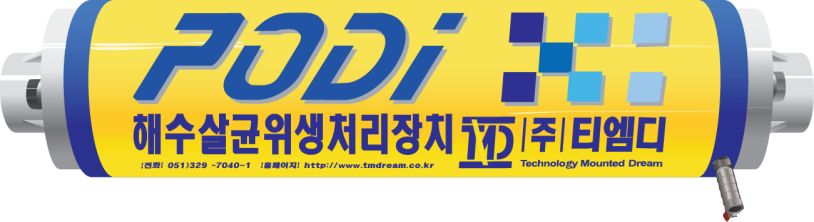 PODi
해수살균위생처리장치 TMD |주| 티엠디
:전화: 051)329 -7040~1 :홈페이지: http://www.tmdream.co.kr Technology Mounted Dream